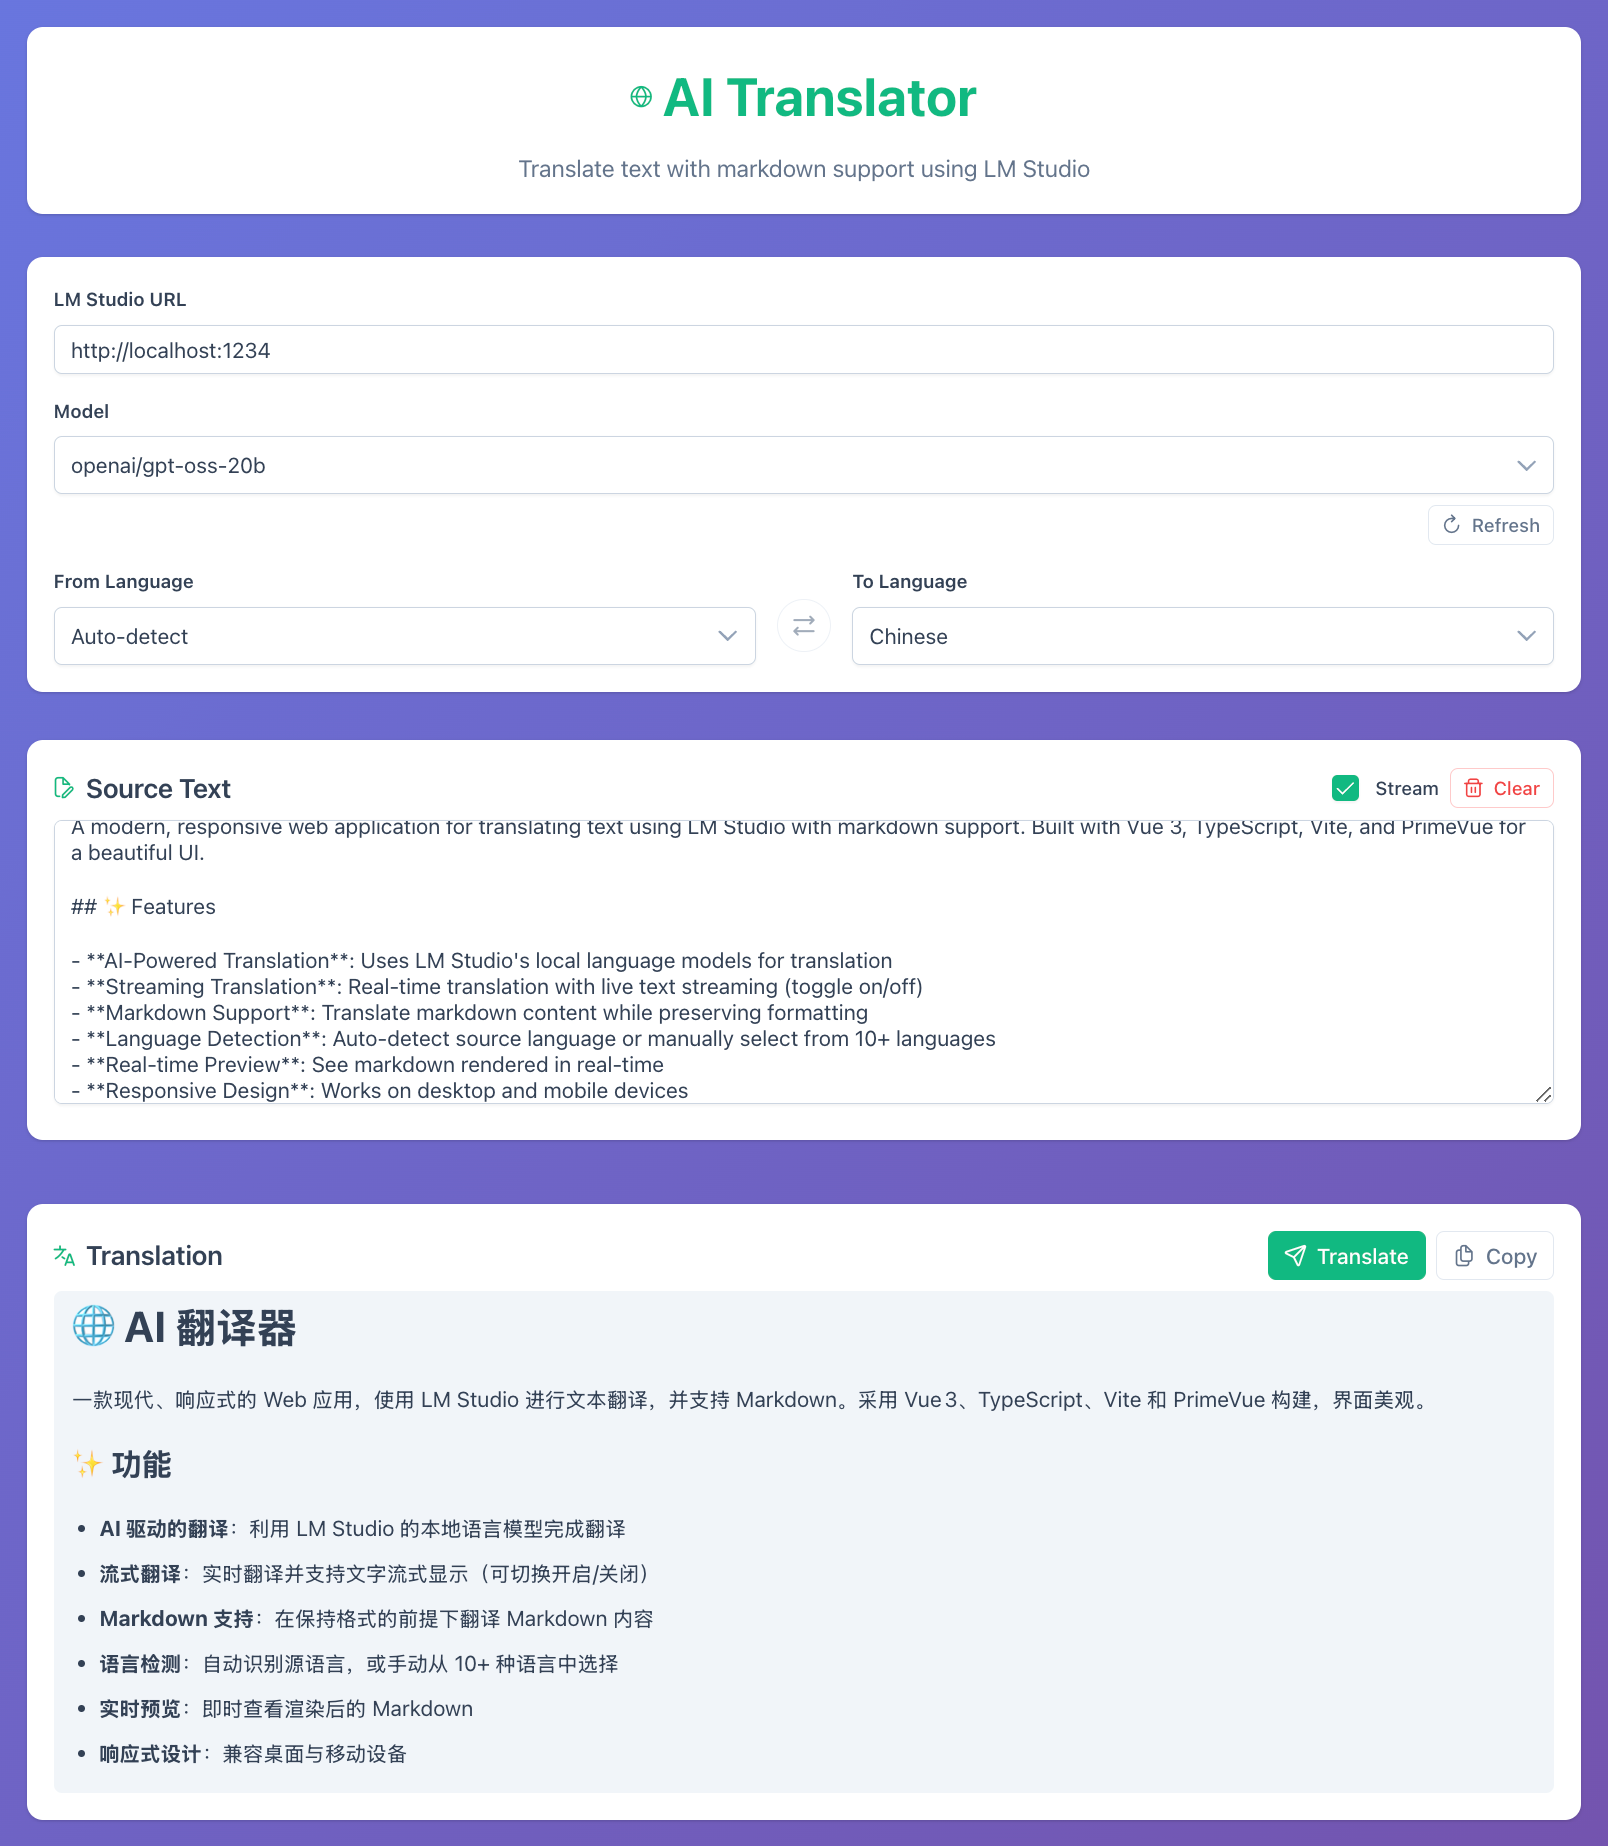 AI Translator
Translate text with markdown support using LM Studio
LM Studio URL
http://localhost:1234
Model
openai/gpt-oss-20b
Refresh
From Language
To Language
Auto-detect
Chinese
Source Text
Stream
Clear
A modern, responsive web application for translating text using LM Studio with markdown support. Built with Vue 3, TypeScript, Vite, and PrimeVue for
a beautiful UI.
## ✨ Features
- **AI-Powered Translation**: Uses LM Studio's local language models for translation
- **Streaming Translation**: Real-time translation with live text streaming (toggle on/off)
- **Markdown Support**: Translate markdown content while preserving formatting
- **Language Detection**: Auto-detect source language or manually select from 10+ languages
- **Real-time Preview**: See markdown rendered in real-time
- **Responsive Design**: Works on desktop and mobile devices
Translation
Translate
Copy
🌐 AI 翻译器
一款现代、响应式的 Web 应用，使用 LM Studio 进行文本翻译，并支持 Markdown。采用 Vue 3、TypeScript、Vite 和 PrimeVue 构建，界面美观。
✨ 功能
• AI 驱动的翻译：利用 LM Studio 的本地语言模型完成翻译
• 流式翻译：实时翻译并支持文字流式显示（可切换开启/关闭）
• Markdown 支持：在保持格式的前提下翻译 Markdown 内容
• 语言检测：自动识别源语言，或手动从 10+ 种语言中选择
• 实时预览：即时查看渲染后的 Markdown
• 响应式设计：兼容桌面与移动设备